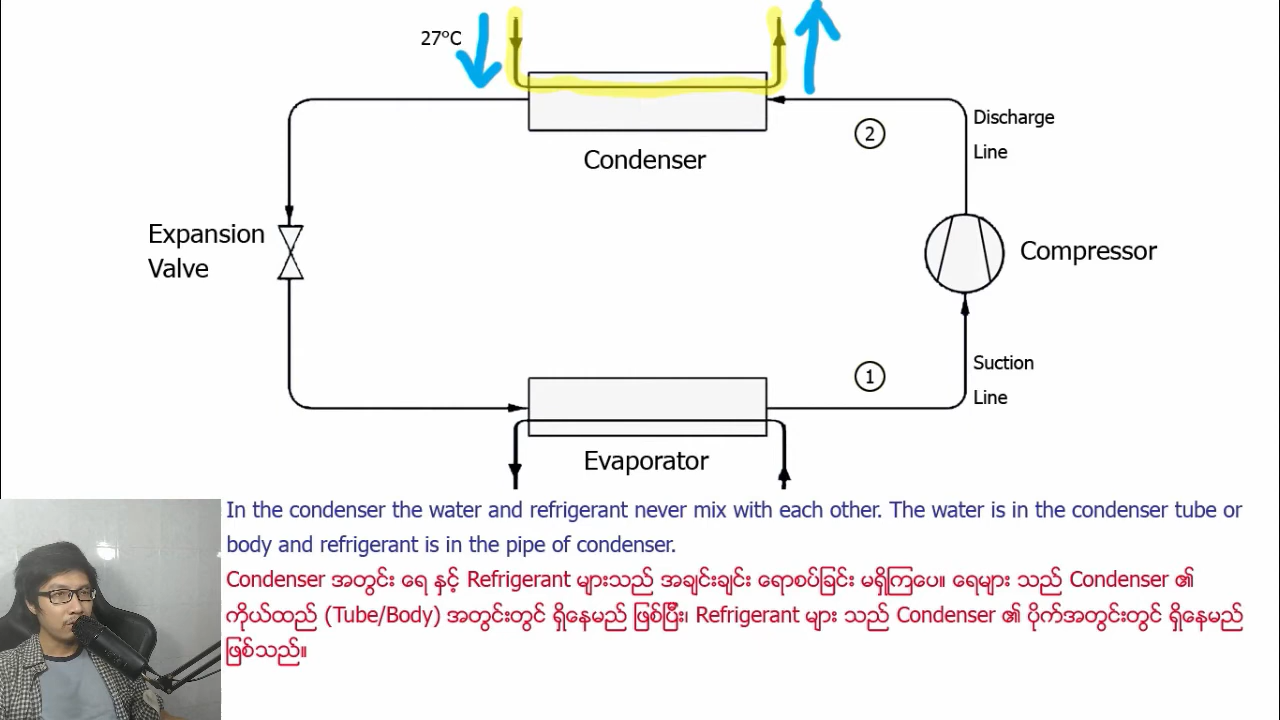 27°C
Discharge
Line
2
Condenser
Expansion
Valve
Compressor
1
Suction
Line
Evaporator
In the condenser the water and refrigerant never mix with each other. The water is in the condenser tube or
body and refrigerant is in the pipe of condenser.
Condenser အတွင်း ရေ နှင့် Refrigerant များသည် အချင်းချင်း ရောစပ်ခြင်း မရှိကြပေ။ ရေများ သည် Condenser ၏
ကိုယ်ထည် (Tube/Body) အတွင်းတွင် ရှိနေမည် ဖြစ်ပြီး၊ Refrigerant များ သည် Condenser ၏ ပိုက်အတွင်းတွင် ရှိနေမည်
ဖြစ်သည်။